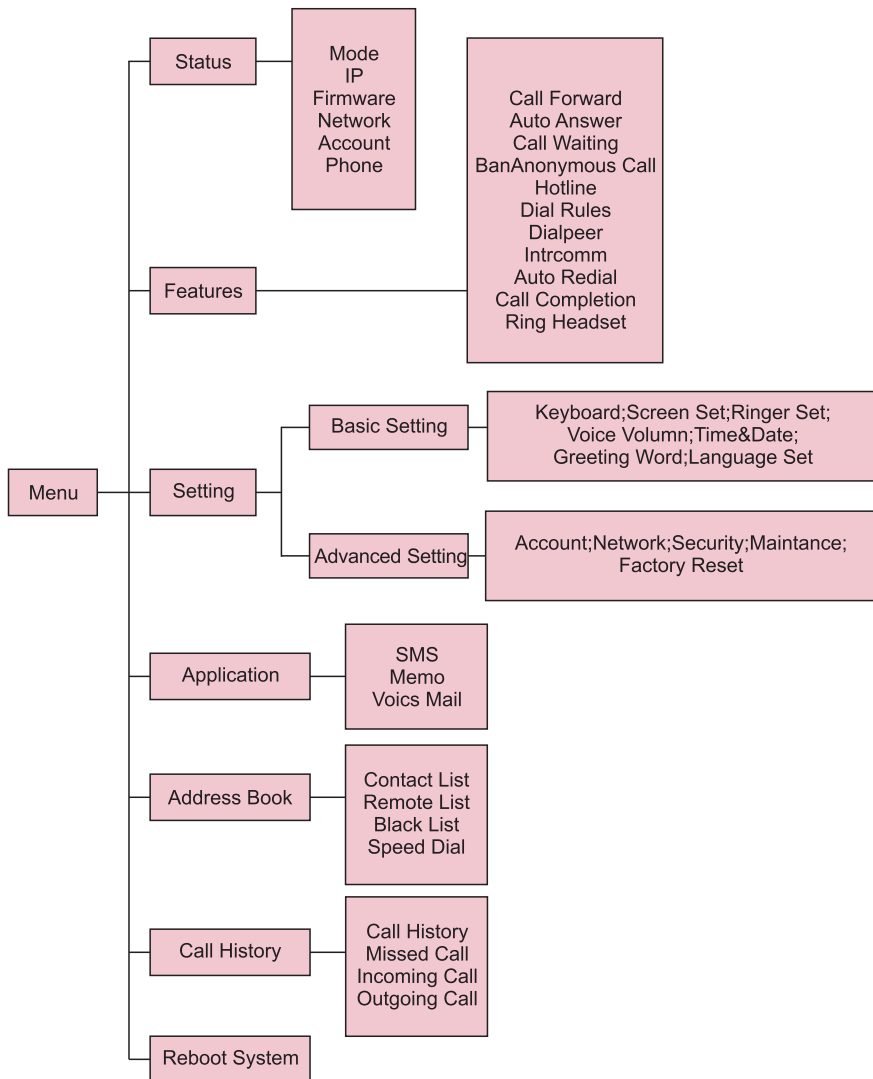 Menu
Status
Mode
IP
Firmware
Network
Account
Phone
Features
Call Forward
Auto Answer
Call Waiting
BanAnonymous Call
Hotline
Dial Rules
Dialpeer
Intrcomm
Auto Redial
Call Completion
Ring Headset
Setting
Basic Setting
Keyboard;Screen Set;Ringer Set;
Voice Volumn;Time&Date;
Greeting Word;Language Set
Advanced Setting
Account;Network;Security;Maintance;
Factory Reset
Application
SMS
Memo
Voics Mail
Address Book
Contact List
Remote List
Black List
Speed Dial
Call History
Call History
Missed Call
Incoming Call
Outgoing Call
Reboot System